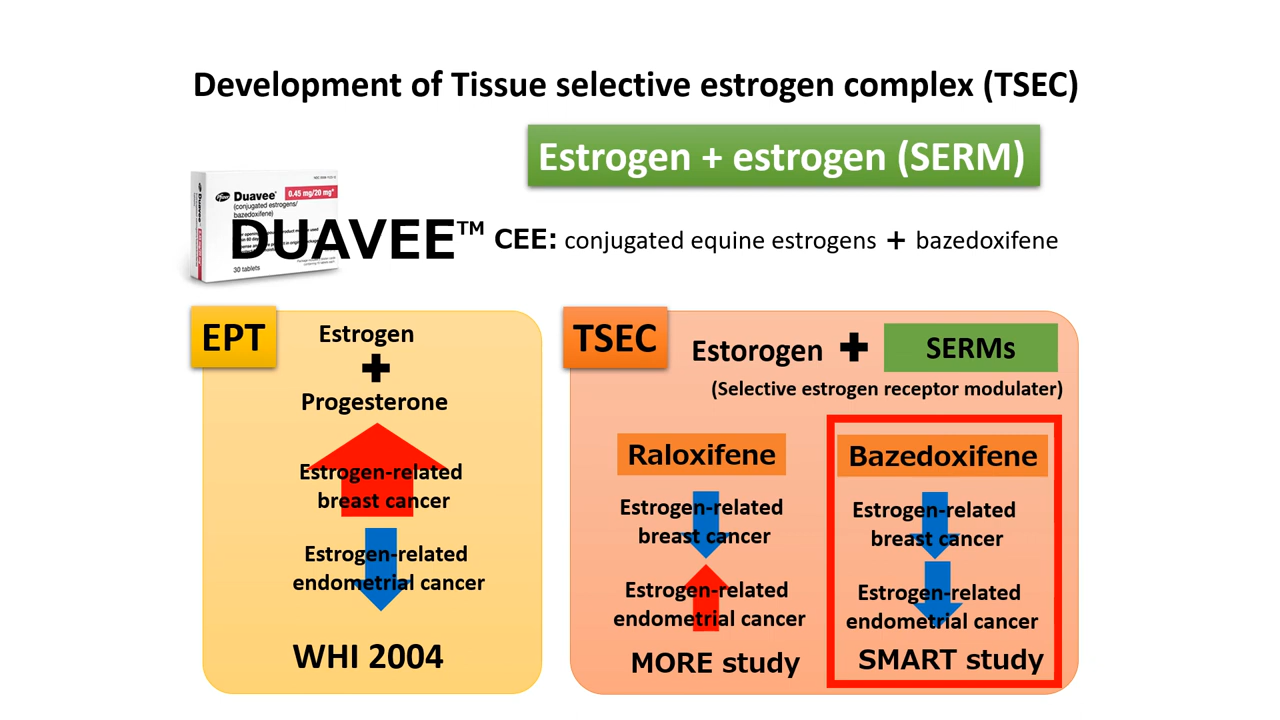 Development of Tissue selective estrogen complex (TSEC)
Estrogen + estrogen (SERM)
Pfizer Duavee 0.45 mg/20 mg*
(conjugated estrogens/
bazedoxifene)
30 tablets
DUAVEE™ CEE: conjugated equine estrogens + bazedoxifene
EPT
Estrogen
+
Progesterone
Estrogen-related
breast cancer
Estrogen-related
endometrial cancer
WHI 2004
TSEC
Estorogen + SERMs
(Selective estrogen receptor modulater)
Raloxifene
Estrogen-related
breast cancer
Estrogen-related
endometrial cancer
MORE study
Bazedoxifene
Estrogen-related
breast cancer
Estrogen-related
endometrial cancer
SMART study